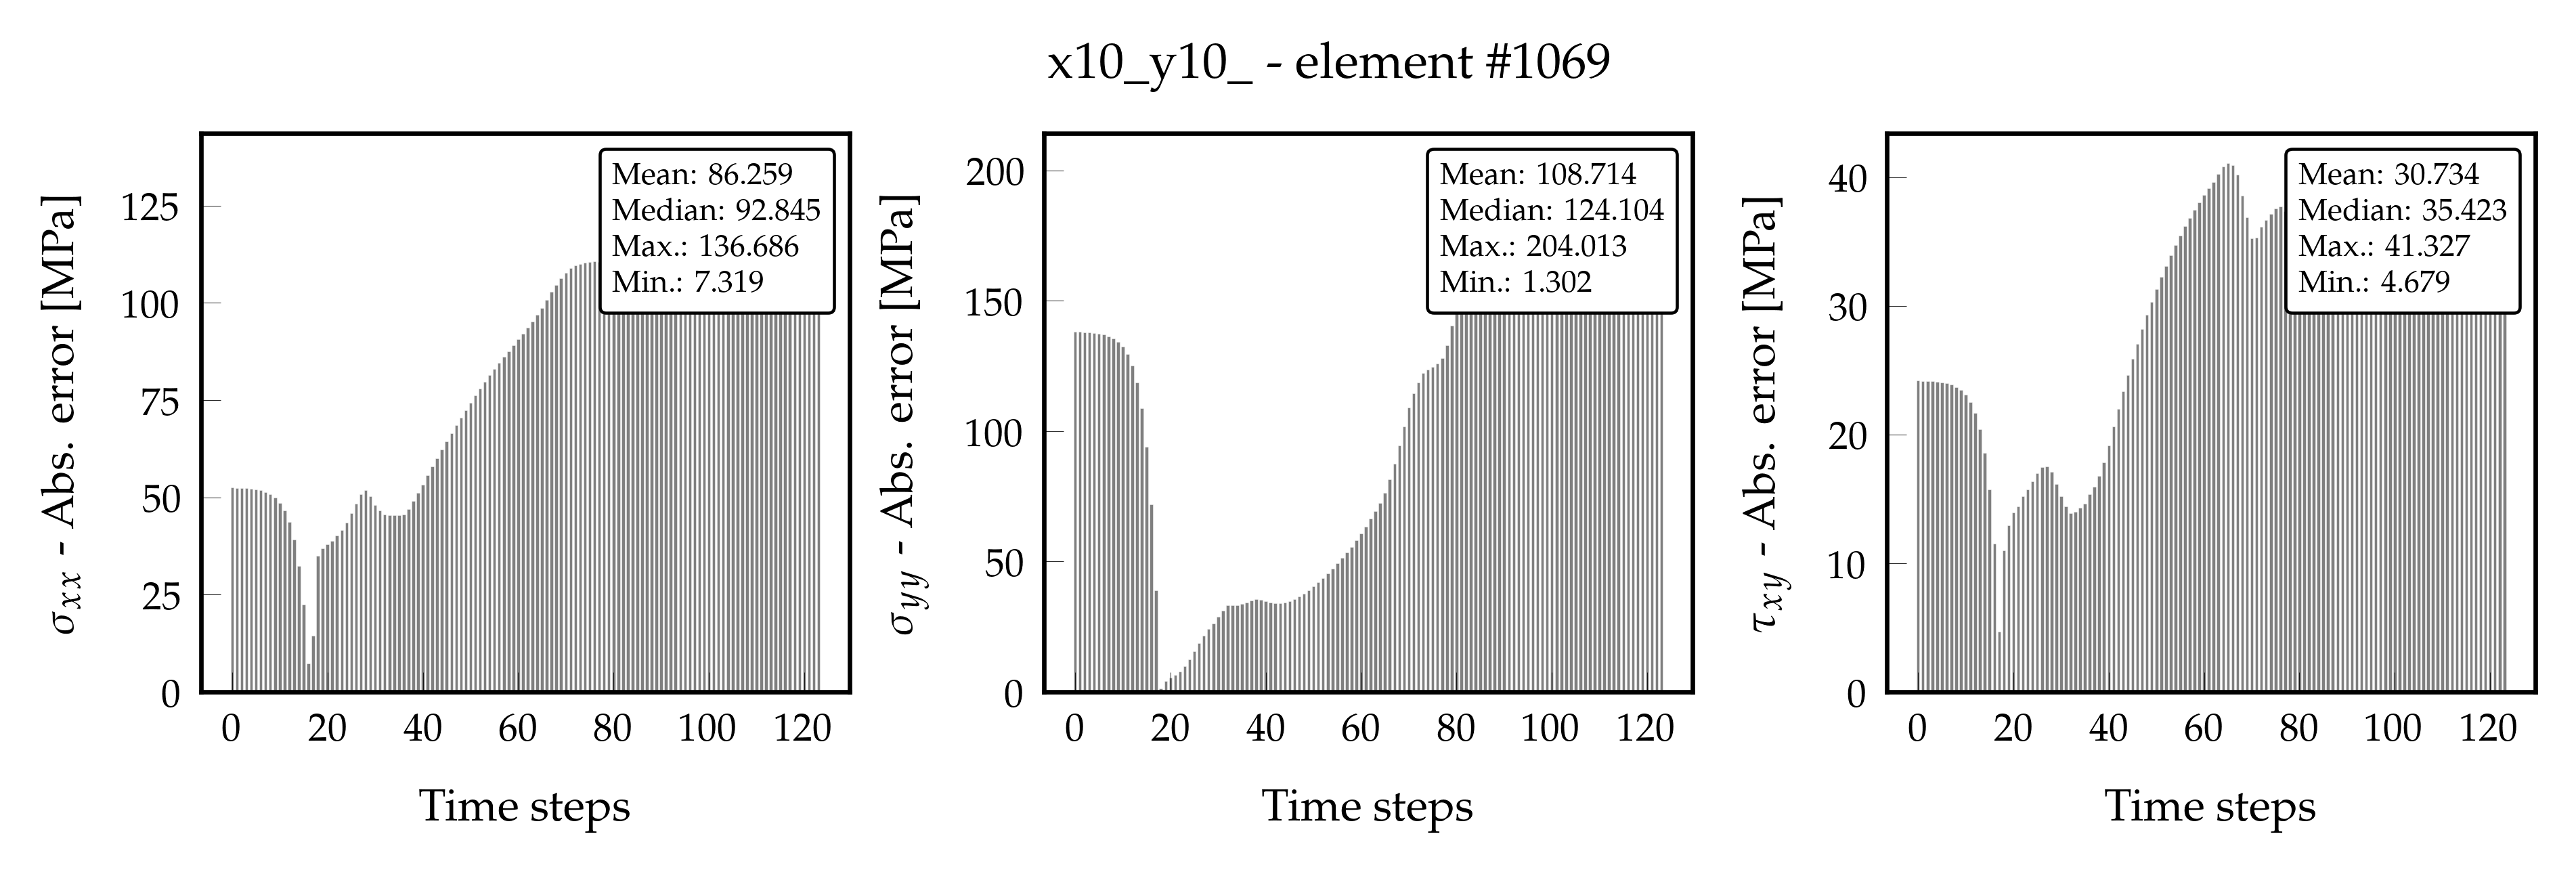 x10_y10_ - element #1069
σxx - Abs. error [MPa]
125
100
75
50
25
0
Mean: 86.259
Median: 92.845
Max.: 136.686
Min.: 7.319
0 20 40 60 80 100 120
Time steps
σyy - Abs. error [MPa]
200
150
100
50
0
Mean: 108.714
Median: 124.104
Max.: 204.013
Min.: 1.302
0 20 40 60 80 100 120
Time steps
τxy - Abs. error [MPa]
40
30
20
10
0
Mean: 30.734
Median: 35.423
Max.: 41.327
Min.: 4.679
0 20 40 60 80 100 120
Time steps